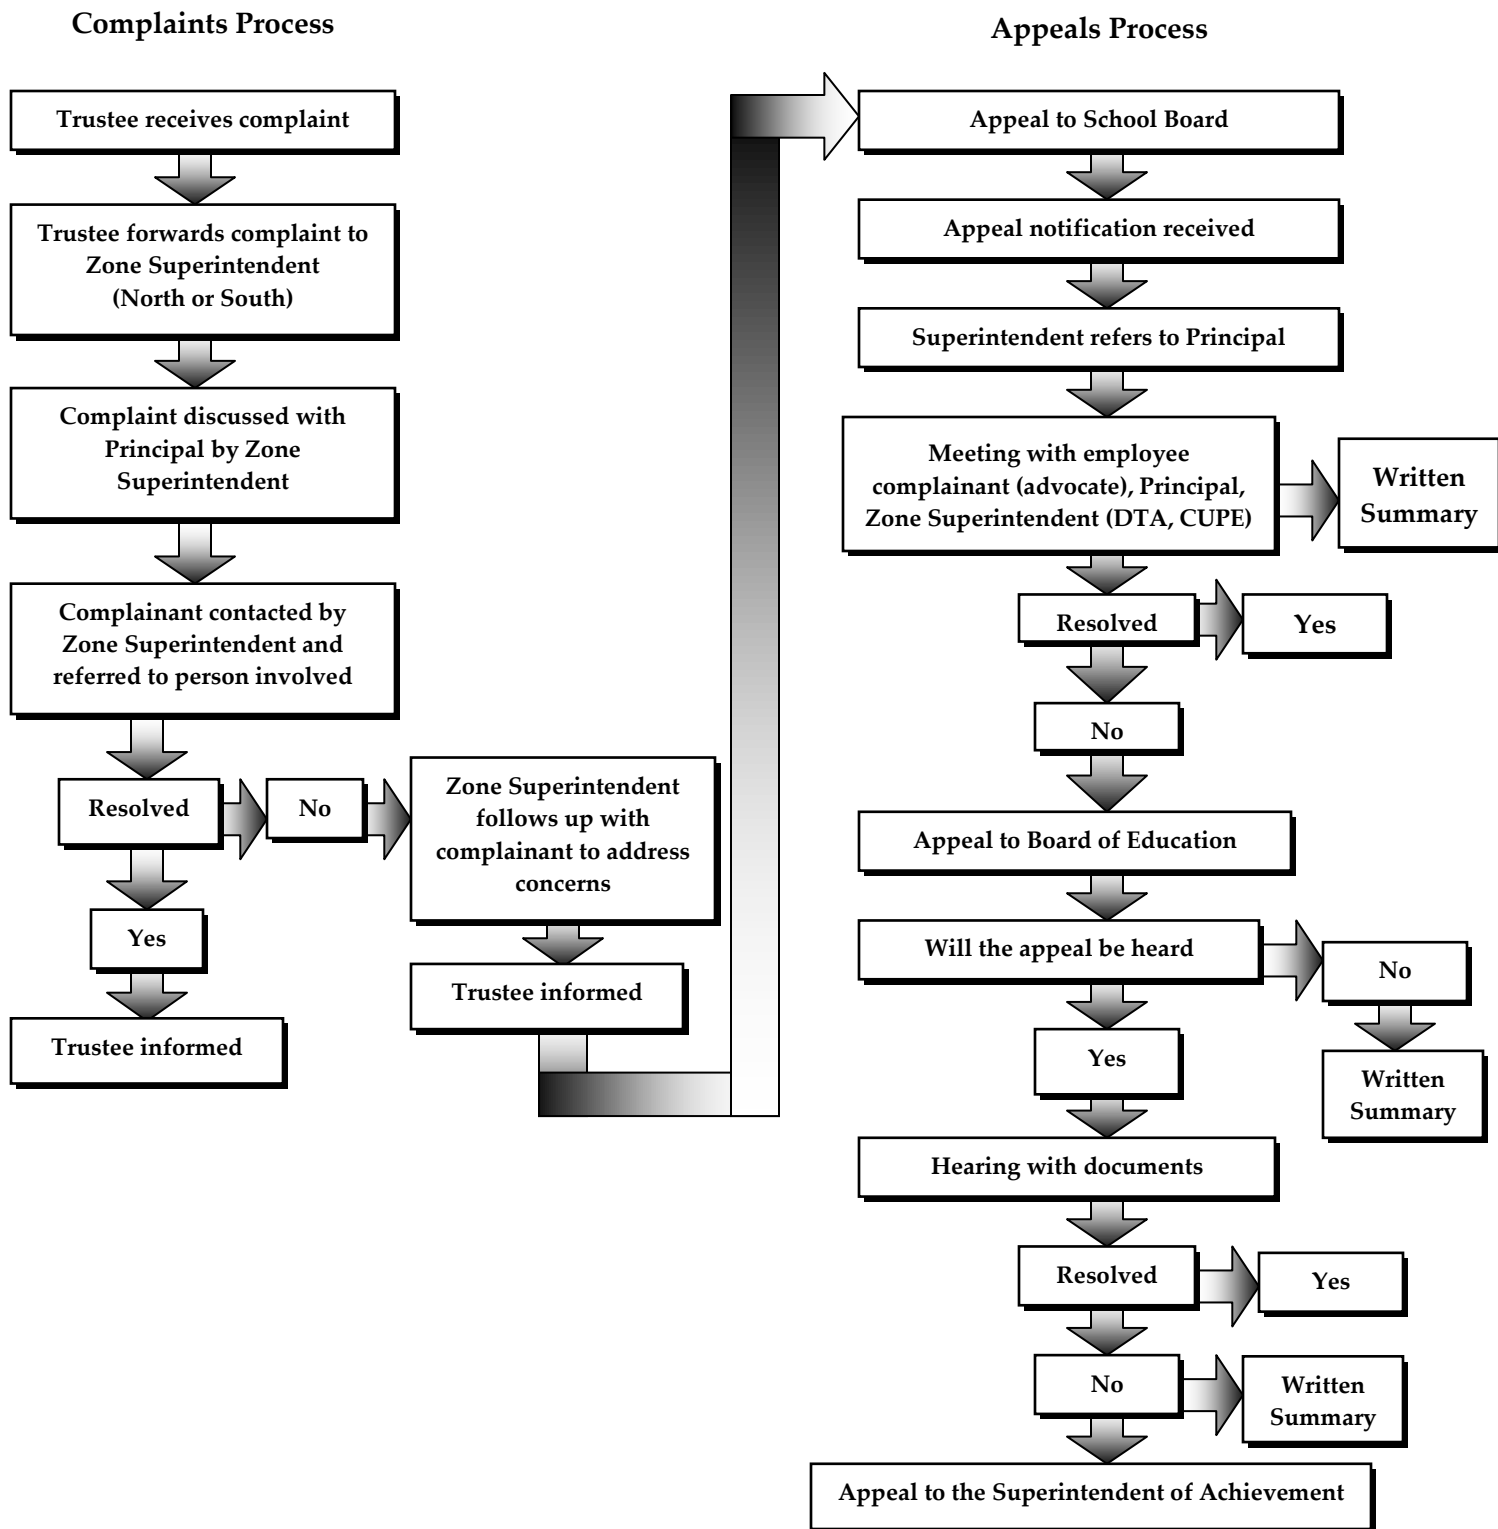 Complaints Process
Trustee receives complaint
Trustee forwards complaint to
Zone Superintendent
(North or South)
Complaint discussed with
Principal by Zone
Superintendent
Complainant contacted by
Zone Superintendent and
referred to person involved
Resolved
No
Zone Superintendent
follows up with
complainant to address
concerns
Yes
Trustee informed
Trustee informed
Appeals Process
Appeal to School Board
Appeal notification received
Superintendent refers to Principal
Meeting with employee
complainant (advocate), Principal,
Zone Superintendent (DTA, CUPE)
Written
Summary
Resolved
Yes
No
Appeal to Board of Education
Will the appeal be heard
No
Written
Summary
Yes
Hearing with documents
Resolved
Yes
No
Written
Summary
Appeal to the Superintendent of Achievement